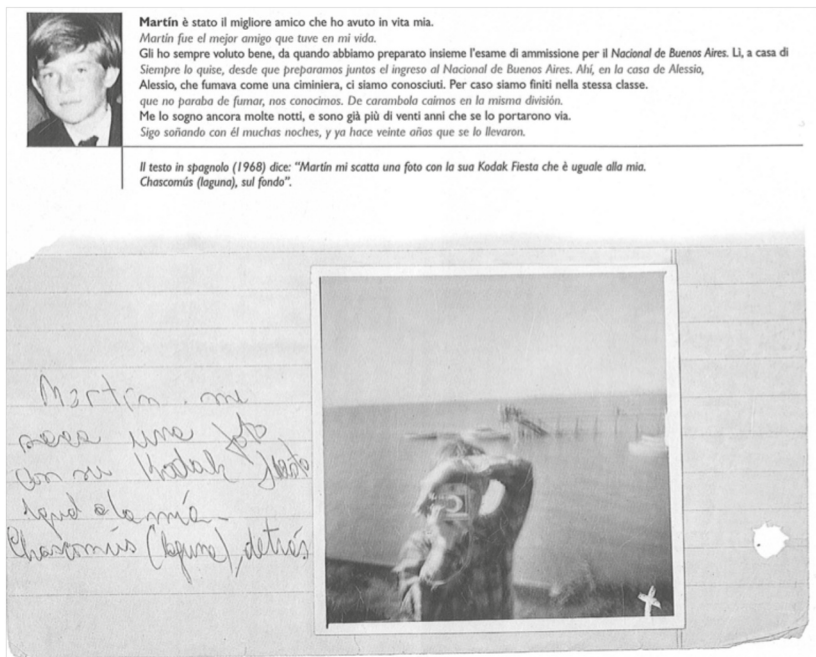 Martín è stato il migliore amico che ho avuto in vita mia.
Martín fue el mejor amigo que tuve en mi vida.
Gli ho sempre voluto bene, da quando abbiamo preparato insieme l'esame di ammissione per il Nacional de Buenos Aires. Lì, a casa di
Siempre lo quise, desde que preparamos juntos el ingreso al Nacional de Buenos Aires. Ahí, en la casa de Alessio,
Alessio, che fumava come una ciminiera, ci siamo conosciuti. Per caso siamo finiti nella stessa classe.
que no paraba de fumar, nos conocimos. De carambola caimos en la misma división.
Me lo sogno ancora molte notti, e sono già più di venti anni che se lo portarono via.
Sigo soñando con él muchas noches, y ya hace veinte años que se lo llevaron.
Il testo in spagnolo (1968) dice: "Martín mi scatta una foto con la sua Kodak Fiesta che è uguale alla mia.
Chascomús (laguna), sul fondo".
Martín me
saca una foto
con su Kodak fiesta
igual a la mía -
Chascomús (laguna), detrás